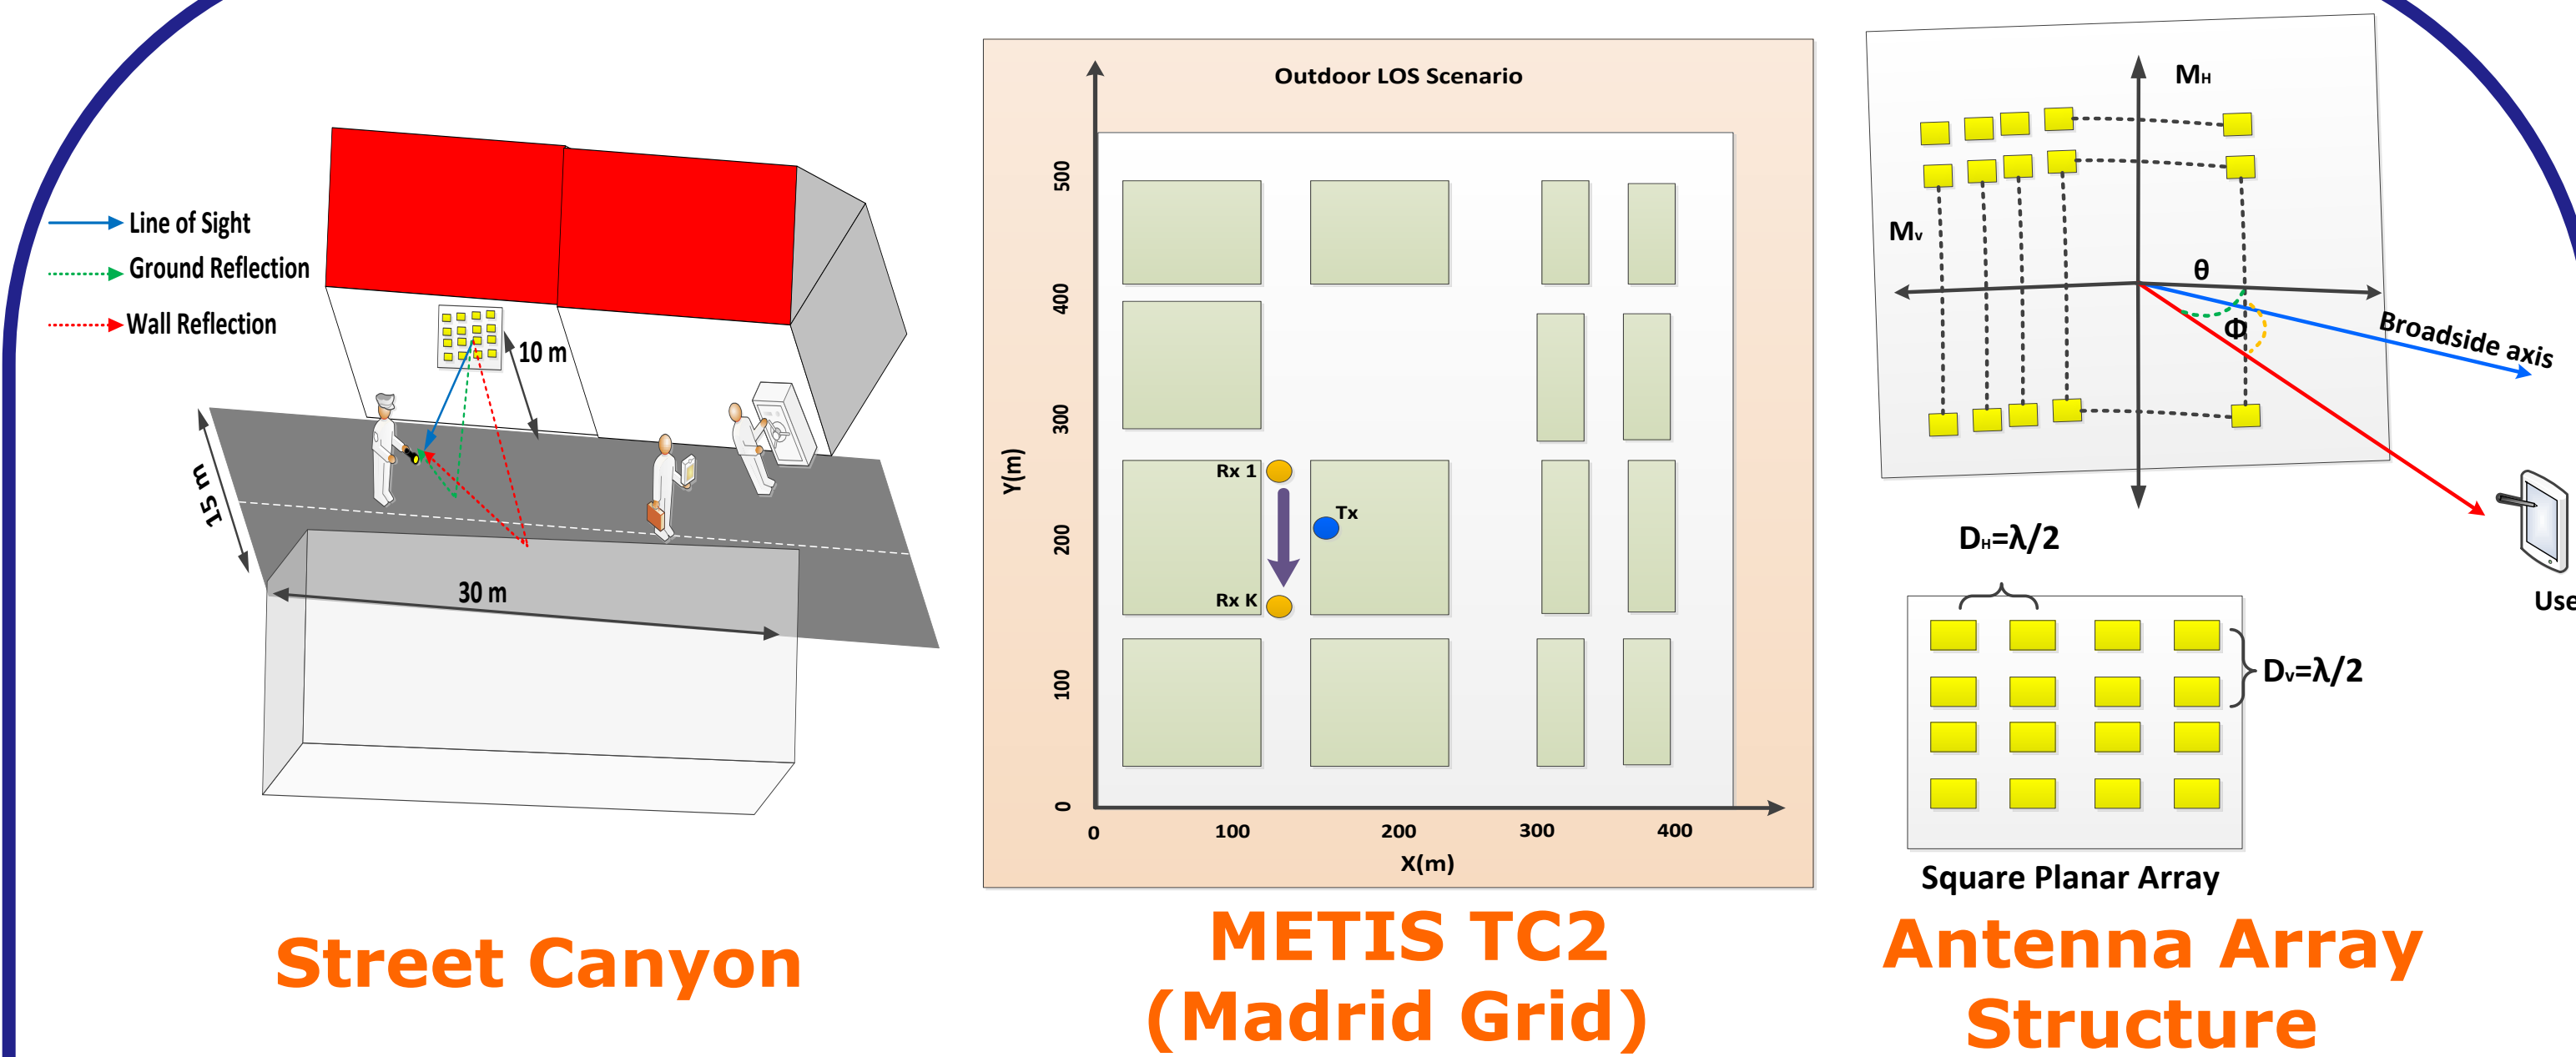 Line of Sight
Ground Reflection
Wall Reflection
10 m
15 m
30 m
Street Canyon
Outdoor LOS Scenario
Y(m)
500
400
300
200
100
0
Rx 1
Tx
Rx K
0
100
200
300
400
X(m)
METIS TC2
(Madrid Grid)
MH
Mv
θ
Φ
Broadside axis
Use
DH=λ/2
Dv=λ/2
Square Planar Array
Antenna Array
Structure